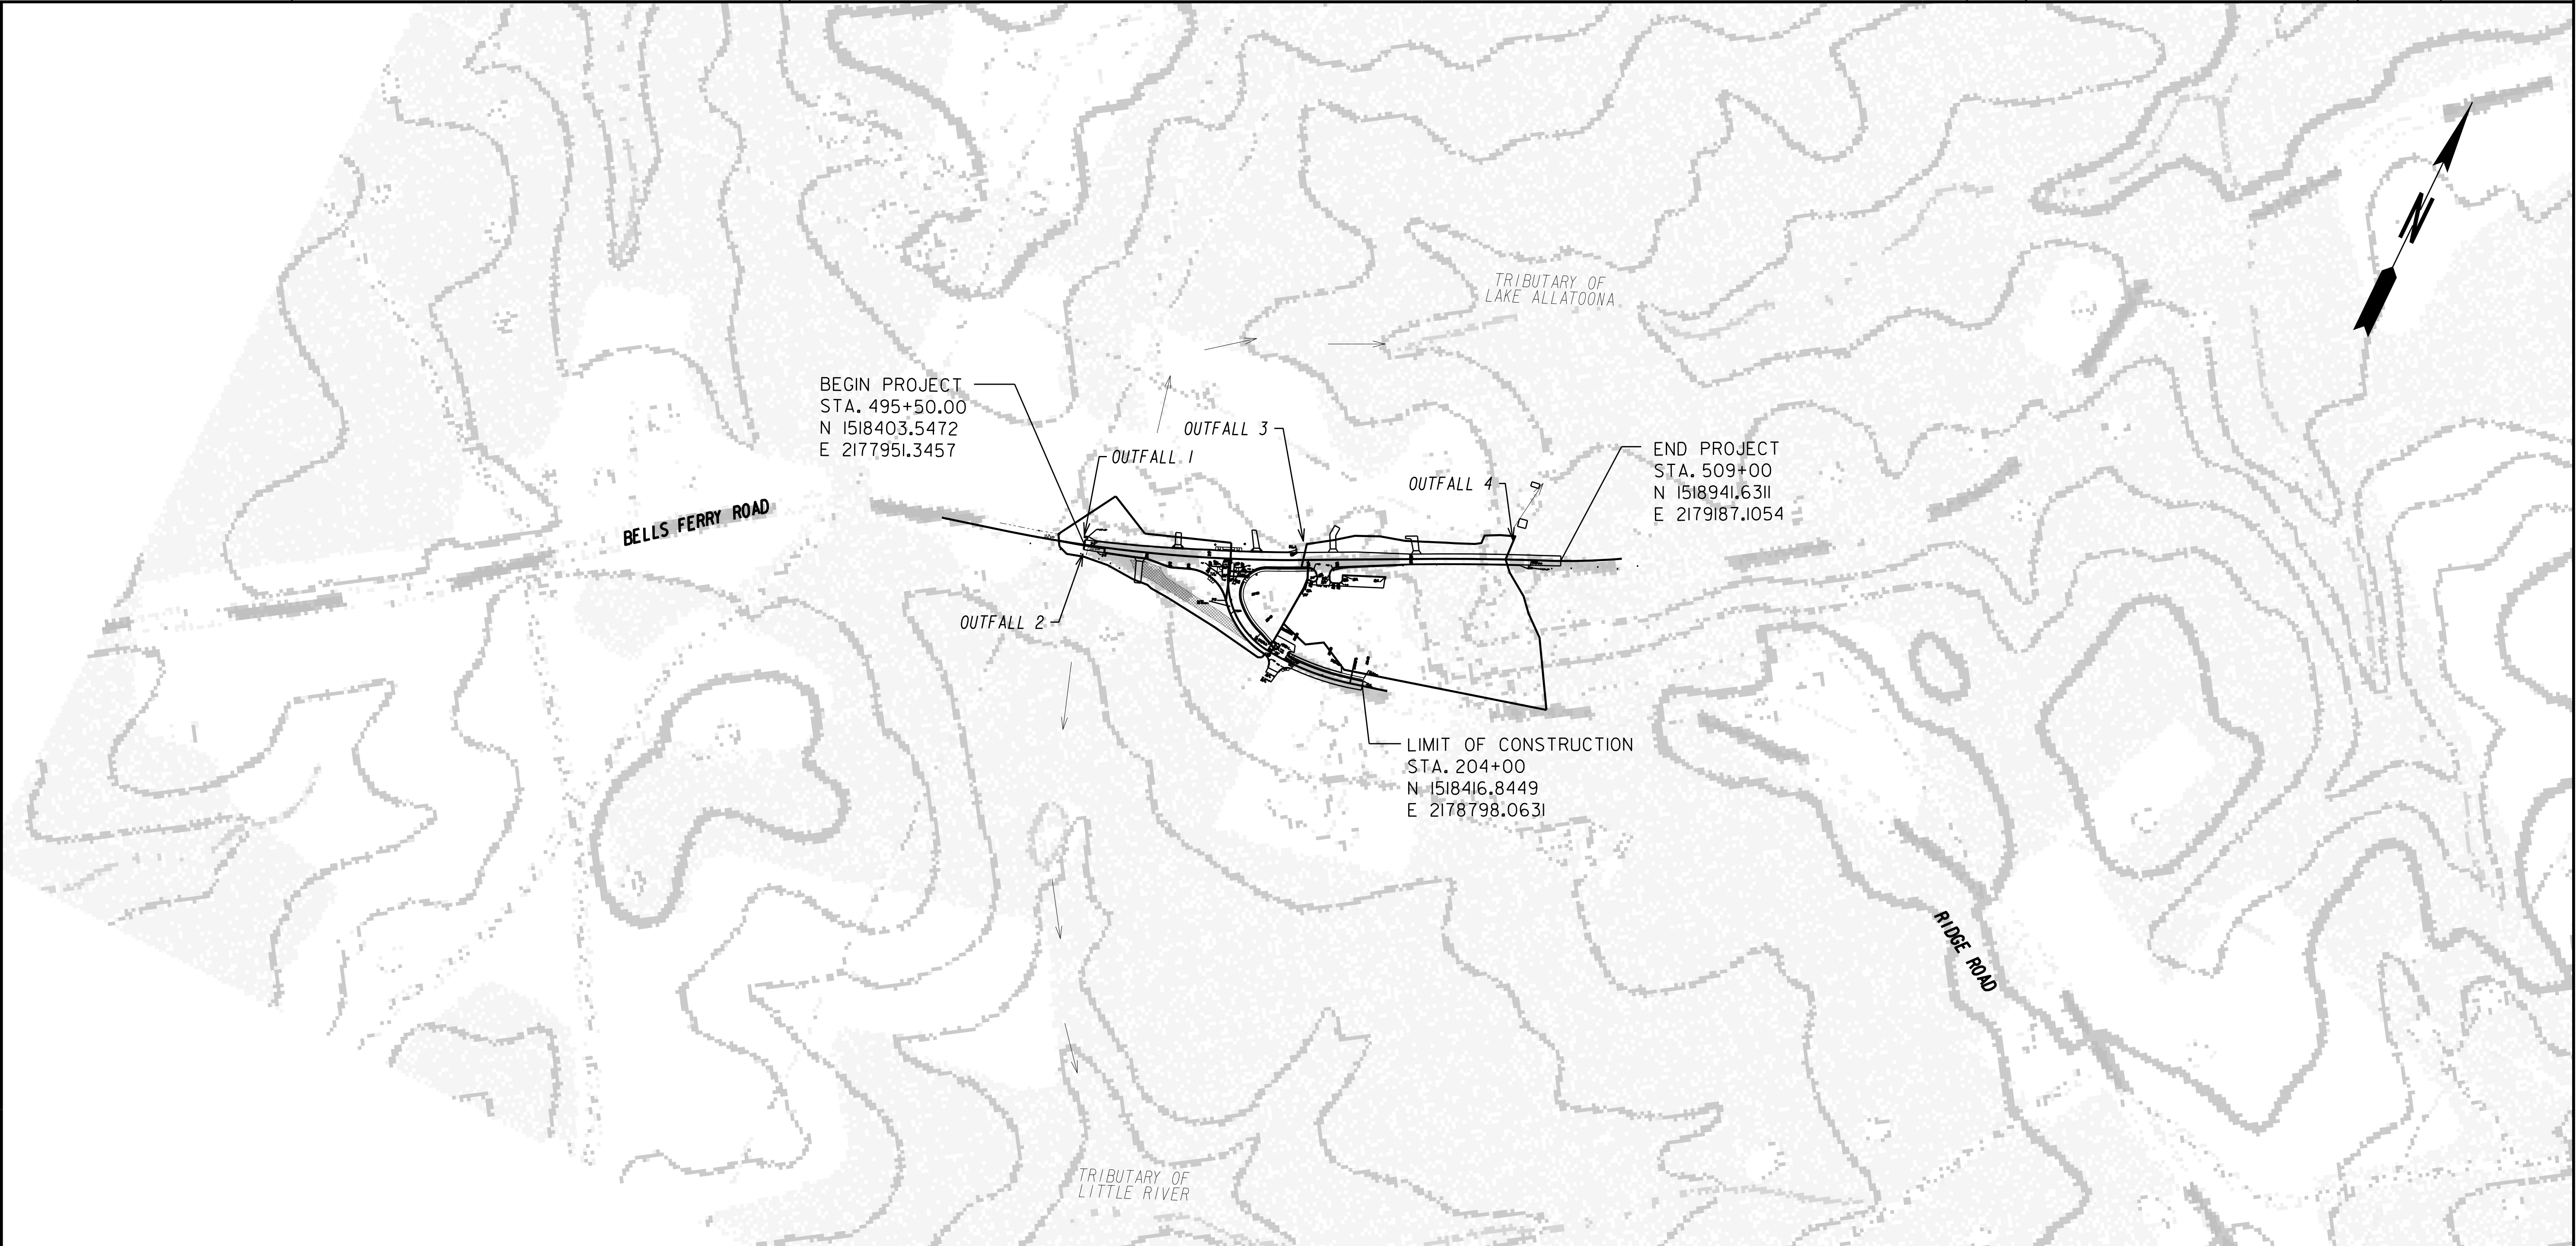 N
TRIBUTARY OF
LAKE ALLATOONA
BEGIN PROJECT
STA. 495+50.00
N 1518403.5472
E 2177951.3457
OUTFALL 3
OUTFALL 1
OUTFALL 4
END PROJECT
STA. 509+00
N 1518941.6311
E 2179187.1054
BELLS FERRY ROAD
OUTFALL 2
LIMIT OF CONSTRUCTION
STA. 204+00
N 1518416.8449
E 2178798.0631
RIDGE ROAD
TRIBUTARY OF
LITTLE RIVER